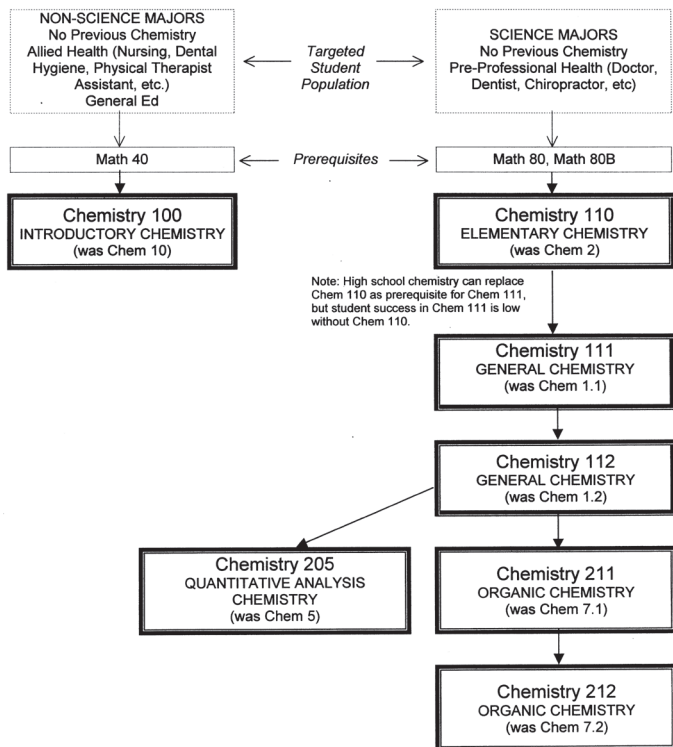 NON-SCIENCE MAJORS
No Previous Chemistry
Allied Health (Nursing, Dental
Hygiene, Physical Therapist
Assistant, etc.)
General Ed
Targeted
Student
Population
SCIENCE MAJORS
No Previous Chemistry
Pre-Professional Health (Doctor,
Dentist, Chiropractor, etc)
Math 40
Prerequisites
Math 80, Math 80B
Chemistry 100
INTRODUCTORY CHEMISTRY
(was Chem 10)
Chemistry 110
ELEMENTARY CHEMISTRY
(was Chem 2)
Note: High school chemistry can replace
Chem 110 as prerequisite for Chem 111,
but student success in Chem 111 is low
without Chem 110.
Chemistry 111
GENERAL CHEMISTRY
(was Chem 1.1)
Chemistry 112
GENERAL CHEMISTRY
(was Chem 1.2)
Chemistry 205
QUANTITATIVE ANALYSIS
CHEMISTRY
(was Chem 5)
Chemistry 211
ORGANIC CHEMISTRY
(was Chem 7.1)
Chemistry 212
ORGANIC CHEMISTRY
(was Chem 7.2)